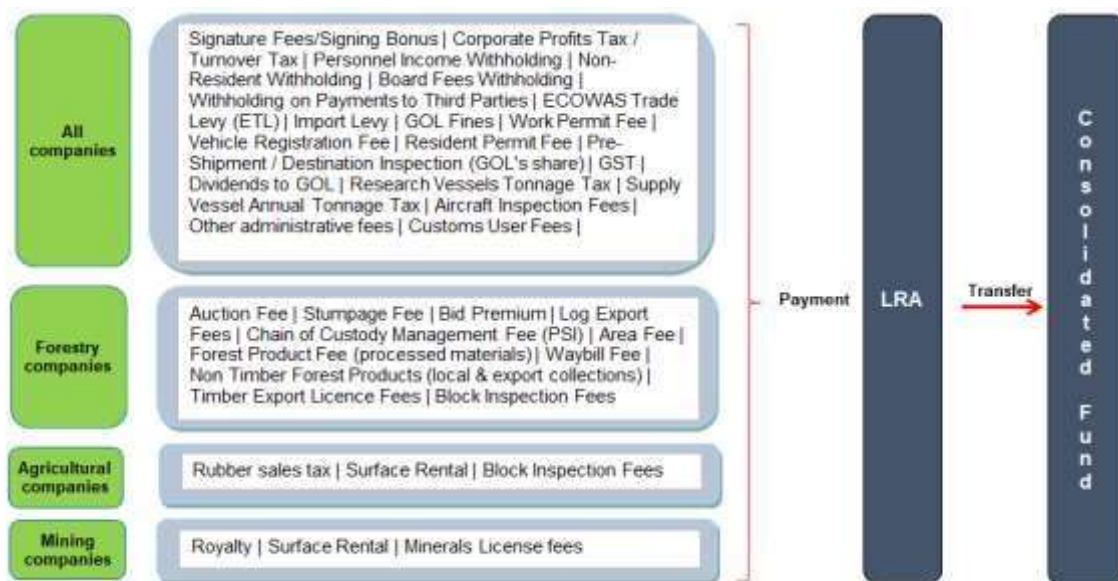 All
companies
Signature Fees/Signing Bonus | Corporate Profits Tax /
Turnover Tax | Personnel Income Withholding | Non-
Resident Withholding | Board Fees Withholding |
Withholding on Payments to Third Parties | ECOWAS Trade
Levy (ETL) | Import Levy | GOL Fines | Work Permit Fee |
Vehicle Registration Fee | Resident Permit Fee | Pre-
Shipment / Destination Inspection (GOL's share) | GST |
Dividends to GOL | Research Vessels Tonnage Tax | Supply
Vessel Annual Tonnage Tax | Aircraft Inspection Fees |
Other administrative fees | Customs User Fees |
Forestry
companies
Auction Fee | Stumpage Fee | Bid Premium | Log Export
Fees | Chain of Custody Management Fee (PSI) | Area Fee |
Forest Product Fee (processed materials) | Waybill Fee |
Non Timber Forest Products (local & export collections) |
Timber Export Licence Fees | Block Inspection Fees
Agricultural
companies
Rubber sales tax | Surface Rental | Block Inspection Fees
Mining
companies
Royalty | Surface Rental | Minerals License fees
Payment
LRA
Transfer
Consolidated Fund